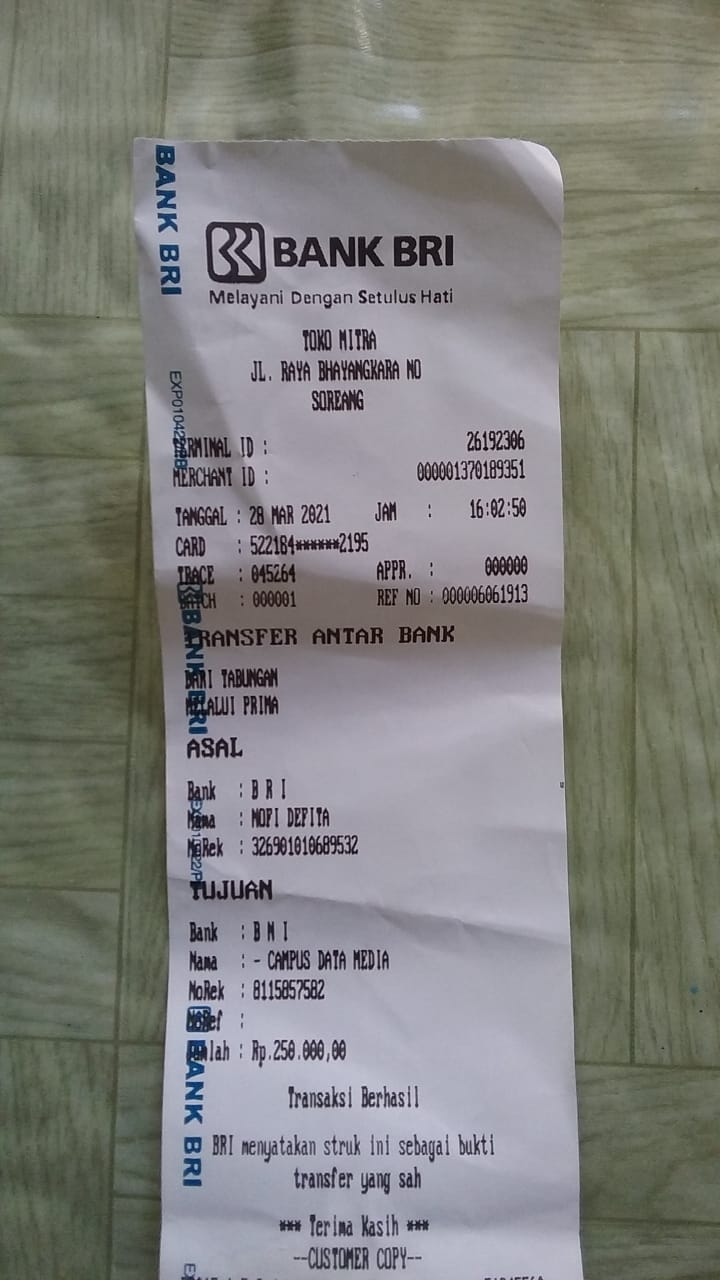 BANK BRI
BANK BRI
Melayani Dengan Setulus Hati
TOKO MITRA
JL. RAYA BHAYANGKARA NO
SOREANG
TERMINAL ID : 26192306
MERCHANT ID : 000001370189351
TANGGAL : 28 MAR 2021 JAM : 16:02:50
CARD : 522184******2195
TRACE : 045264 APPR. : 000000
BATCH : 000001 REF NO : 000006061913
TRANSFER ANTAR BANK
DARI TABUNGAN
MELALUI PRIMA
BANK BRI
ASAL
Bank : B R I
Nama : NOFI DEFITA
NoRek : 326901010689532
TUJUAN
Bank : B N I
Nama : - CAMPUS DATA MEDIA
NoRek : 8115857582
NoRef :
Jumlah : Rp.250.000,00
BANK BRI
Transaksi Berhasil
BRI menyatakan struk ini sebagai bukti
transfer yang sah
*** Terima Kasih ***
--CUSTOMER COPY--